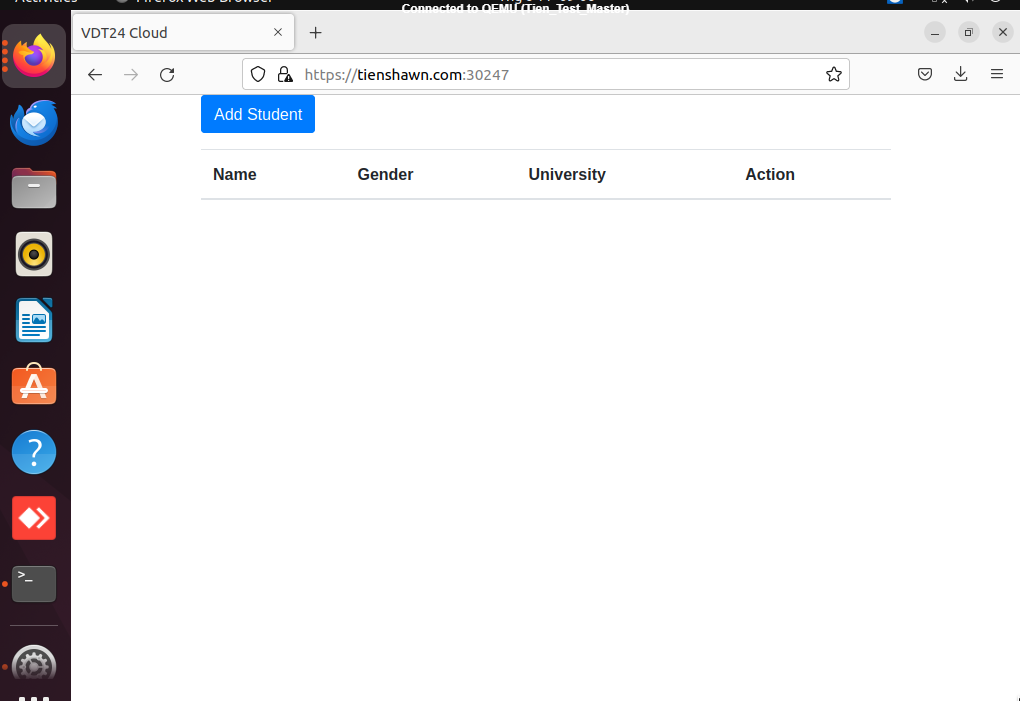 Activities Firefox Web Browser
Connected to QEMU (Tien_Test_Master)
VDT24 Cloud
https://tienshawn.com:30247
Add Student
Name Gender University Action